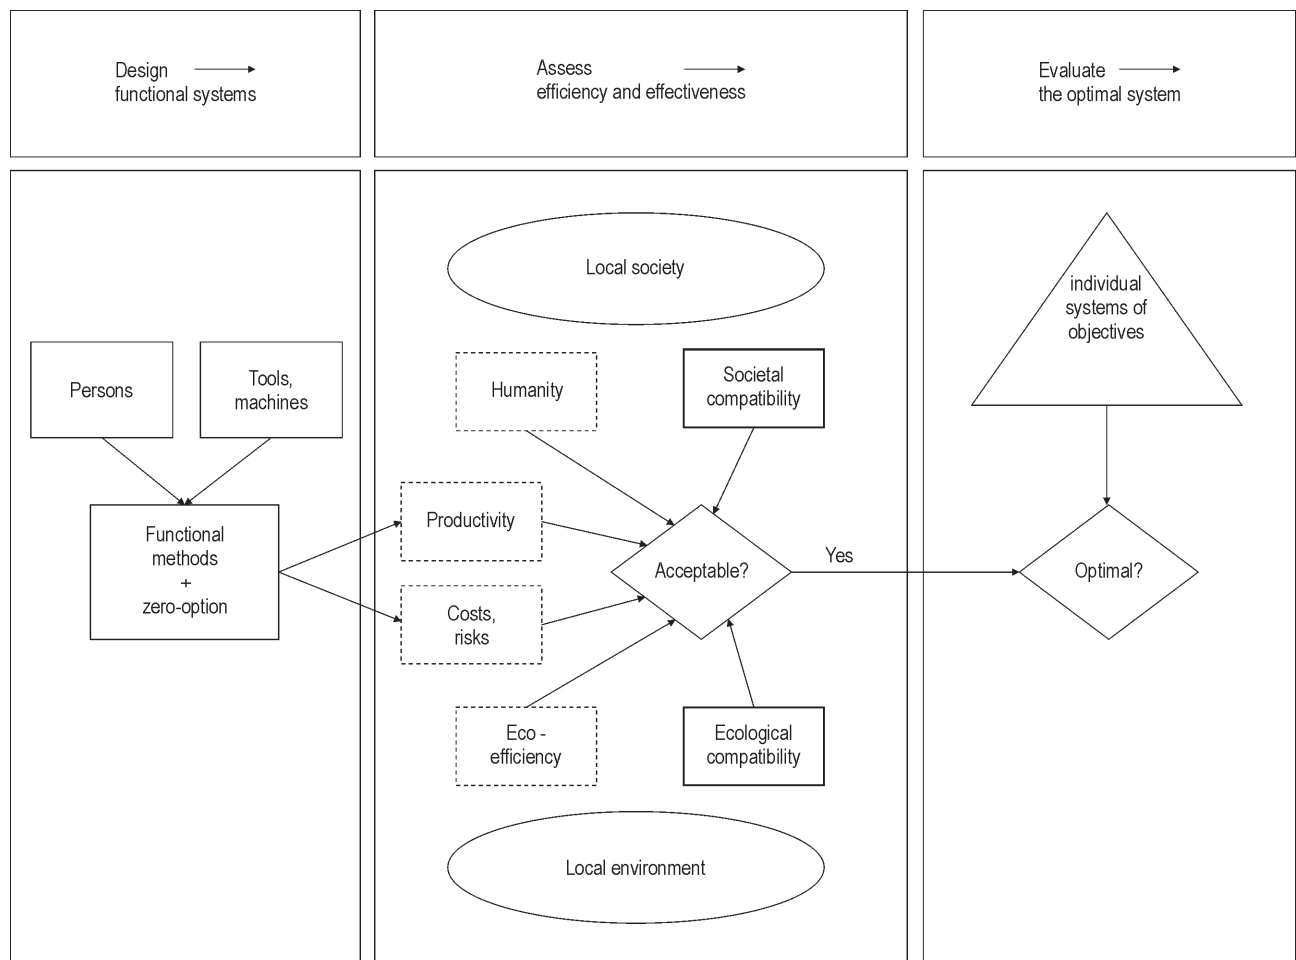 Design
functional systems
Assess
efficiency and effectiveness
Evaluate
the optimal system
Persons
Tools,
machines
Functional
methods
+
zero-option
Local society
Humanity
Societal
compatibility
Productivity
Costs,
risks
Acceptable?
Yes
Eco -
efficiency
Ecological
compatibility
Local environment
individual
systems of
objectives
Optimal?